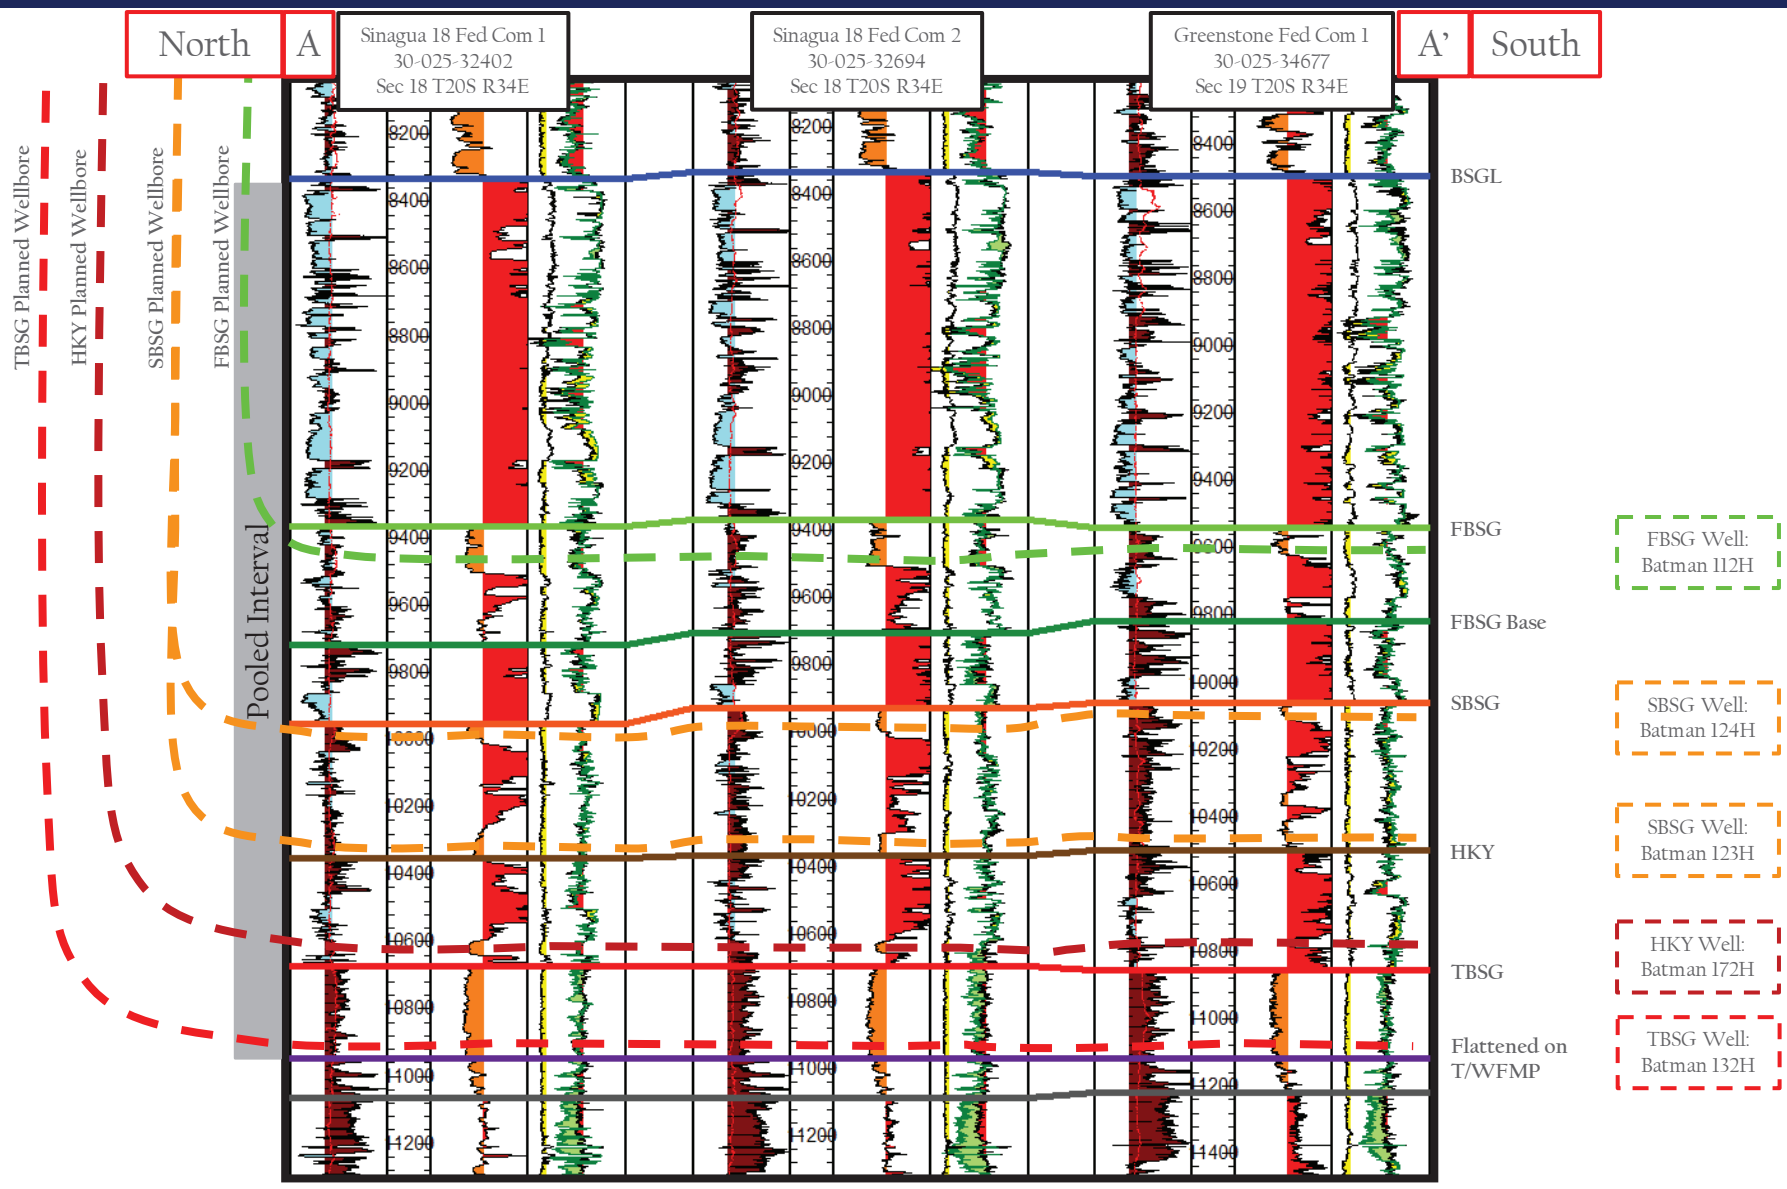 North
A
Sinagua 18 Fed Com 1
30-025-32402
Sec 18 T20S R34E
Sinagua 18 Fed Com 2
30-025-32694
Sec 18 T20S R34E
Greenstone Fed Com 1
30-025-34677
Sec 19 T20S R34E
A’
South
TBSG Planned Wellbore
HKY Planned Wellbore
SBSG Planned Wellbore
FBSG Planned Wellbore
Pooled Interval
8200
8400
8600
8800
9000
9200
9400
9600
9800
10000
10200
10400
10600
10800
11000
11200
8200
8400
8600
8800
9000
9200
9400
9600
9800
10000
10200
10400
10600
10800
11000
11200
8400
8600
8800
9000
9200
9400
9600
9800
10000
10200
10400
10600
10800
11000
11200
11400
BSGL
FBSG
FBSG Base
SBSG
HKY
TBSG
Flattened on
T/WFMP
FBSG Well:
Batman 112H
SBSG Well:
Batman 124H
SBSG Well:
Batman 123H
HKY Well:
Batman 172H
TBSG Well:
Batman 132H